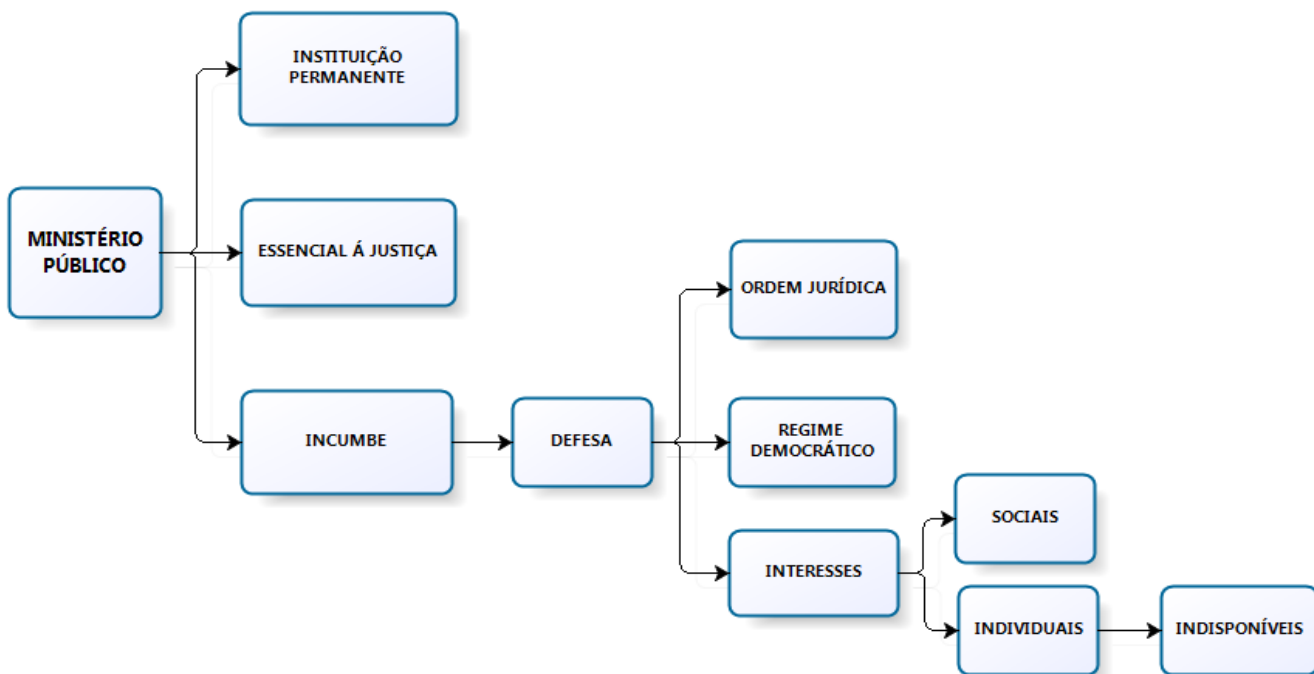 INSTITUIÇÃO
PERMANENTE
MINISTÉRIO
PÚBLICO
ESSENCIAL Á JUSTIÇA
ORDEM JURÍDICA
INCUMBE
DEFESA
REGIME
DEMOCRÁTICO
SOCIAIS
INTERESSES
INDIVIDUAIS
INDISPONÍVEIS